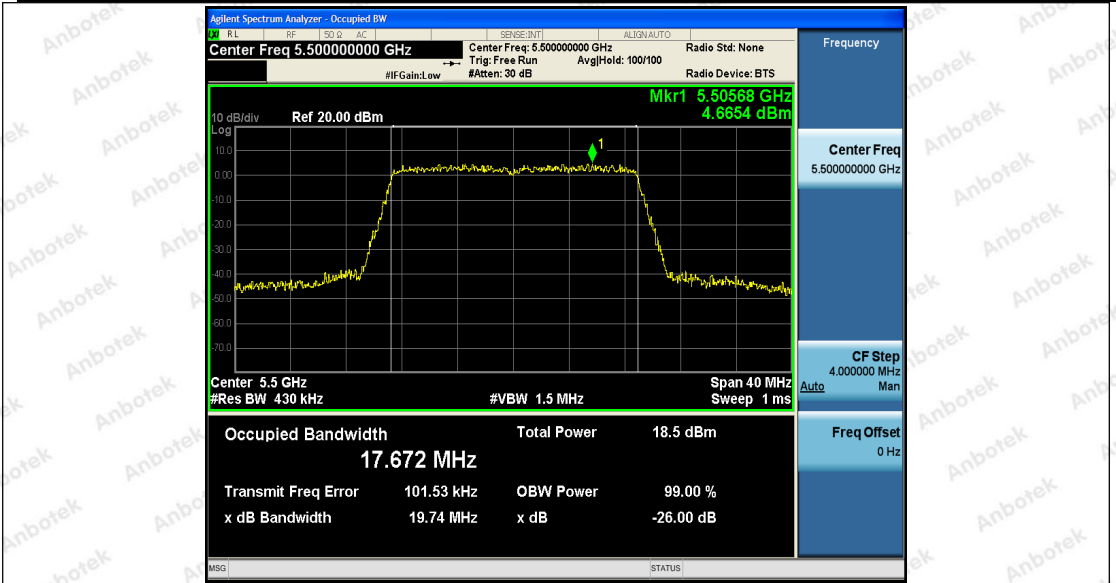 Agilent Spectrum Analyzer - Occupied BW
LXI RL RF 50 Ω AC SENSE:INT ALIGNAUTO
Center Freq 5.500000000 GHz
Center Freq: 5.500000000 GHz Radio Std: None
Trig: Free Run Avg|Hold: 100/100
#IFGain:Low #Atten: 30 dB Radio Device: BTS
Mkr1 5.50568 GHz
4.6654 dBm
10 dB/div Ref 20.00 dBm
Log
1
10.0
0.00
-10.0
-20.0
-30.0
-40.0
-50.0
-60.0
-70.0
Center 5.5 GHz Span 40 MHz
#Res BW 430 kHz #VBW 1.5 MHz Sweep 1 ms
Occupied Bandwidth Total Power 18.5 dBm
17.672 MHz
Transmit Freq Error 101.53 kHz OBW Power 99.00 %
x dB Bandwidth 19.74 MHz x dB -26.00 dB
MSG STATUS
Frequency
Center Freq
5.500000000 GHz
CF Step
4.000000 MHz
Auto Man
Freq Offset
0 Hz
Anbotek